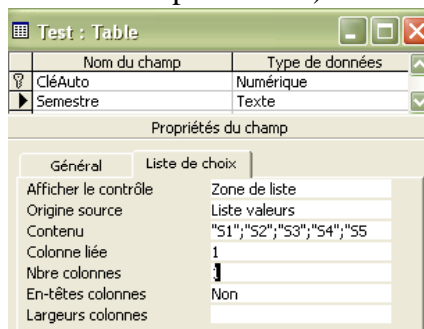 Test : Table
Nom du champ Type de données
CléAuto Numérique
Semestre Texte
Propriétés du champ
Général Liste de choix
Afficher le contrôle Zone de liste
Origine source Liste valeurs
Contenu "S1";"S2";"S3";"S4";"S5
Colonne liée 1
Nbre colonnes
En-têtes colonnes Non
Largeurs colonnes